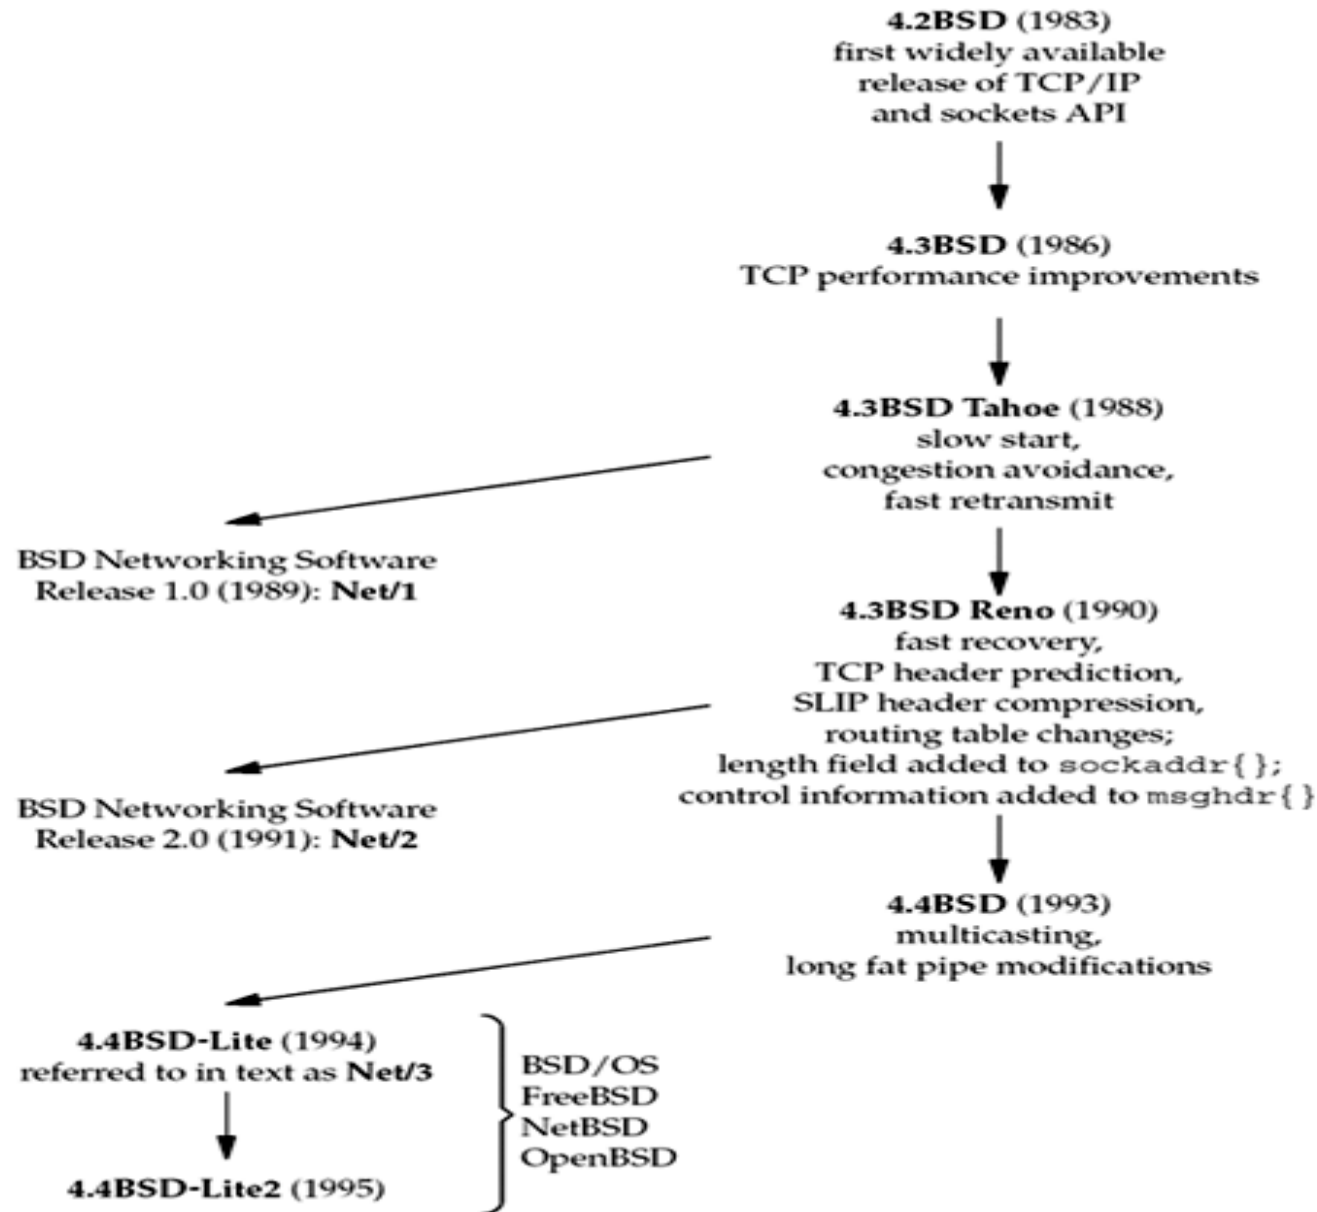 4.2BSD (1983)
first widely available
release of TCP/IP
and sockets API
4.3BSD (1986)
TCP performance improvements
4.3BSD Tahoe (1988)
slow start,
congestion avoidance,
fast retransmit
BSD Networking Software
Release 1.0 (1989): Net/1
4.3BSD Reno (1990)
fast recovery,
TCP header prediction,
SLIP header compression,
routing table changes;
length field added to sockaddr{};
control information added to msghdr{}
BSD Networking Software
Release 2.0 (1991): Net/2
4.4BSD (1993)
multicasting,
long fat pipe modifications
4.4BSD-Lite (1994)
referred to in text as Net/3
4.4BSD-Lite2 (1995)
BSD/OS
FreeBSD
NetBSD
OpenBSD